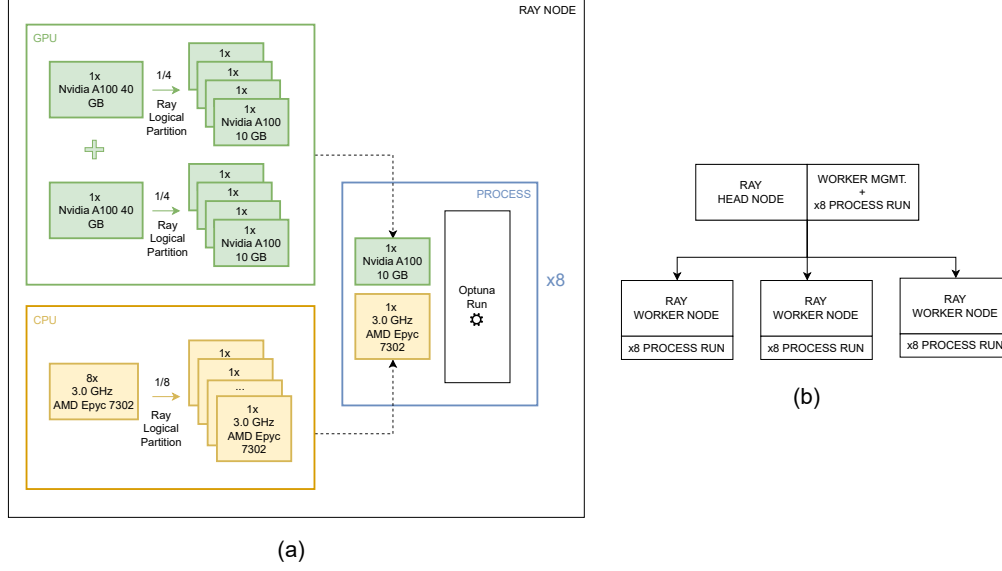 RAY NODE
GPU
1x
Nvidia A100 40
GB
1/4
Ray
Logical
Partition
1x
1x
1x
1x
Nvidia A100
10 GB
1x
Nvidia A100 40
GB
1/4
Ray
Logical
Partition
1x
1x
1x
1x
Nvidia A100
10 GB
CPU
8x
3.0 GHz
AMD Epyc 7302
1/8
Ray
Logical
Partition
1x
1x
...
1x
3.0 GHz
AMD Epyc
7302
PROCESS
1x
Nvidia A100
10 GB
1x
3.0 GHz
AMD Epyc
7302
Optuna
Run
x8
(a)
RAY
HEAD NODE
WORKER MGMT.
+
x8 PROCESS RUN
RAY
WORKER NODE
x8 PROCESS RUN
RAY
WORKER NODE
x8 PROCESS RUN
RAY
WORKER NODE
x8 PROCESS RUN
(b)